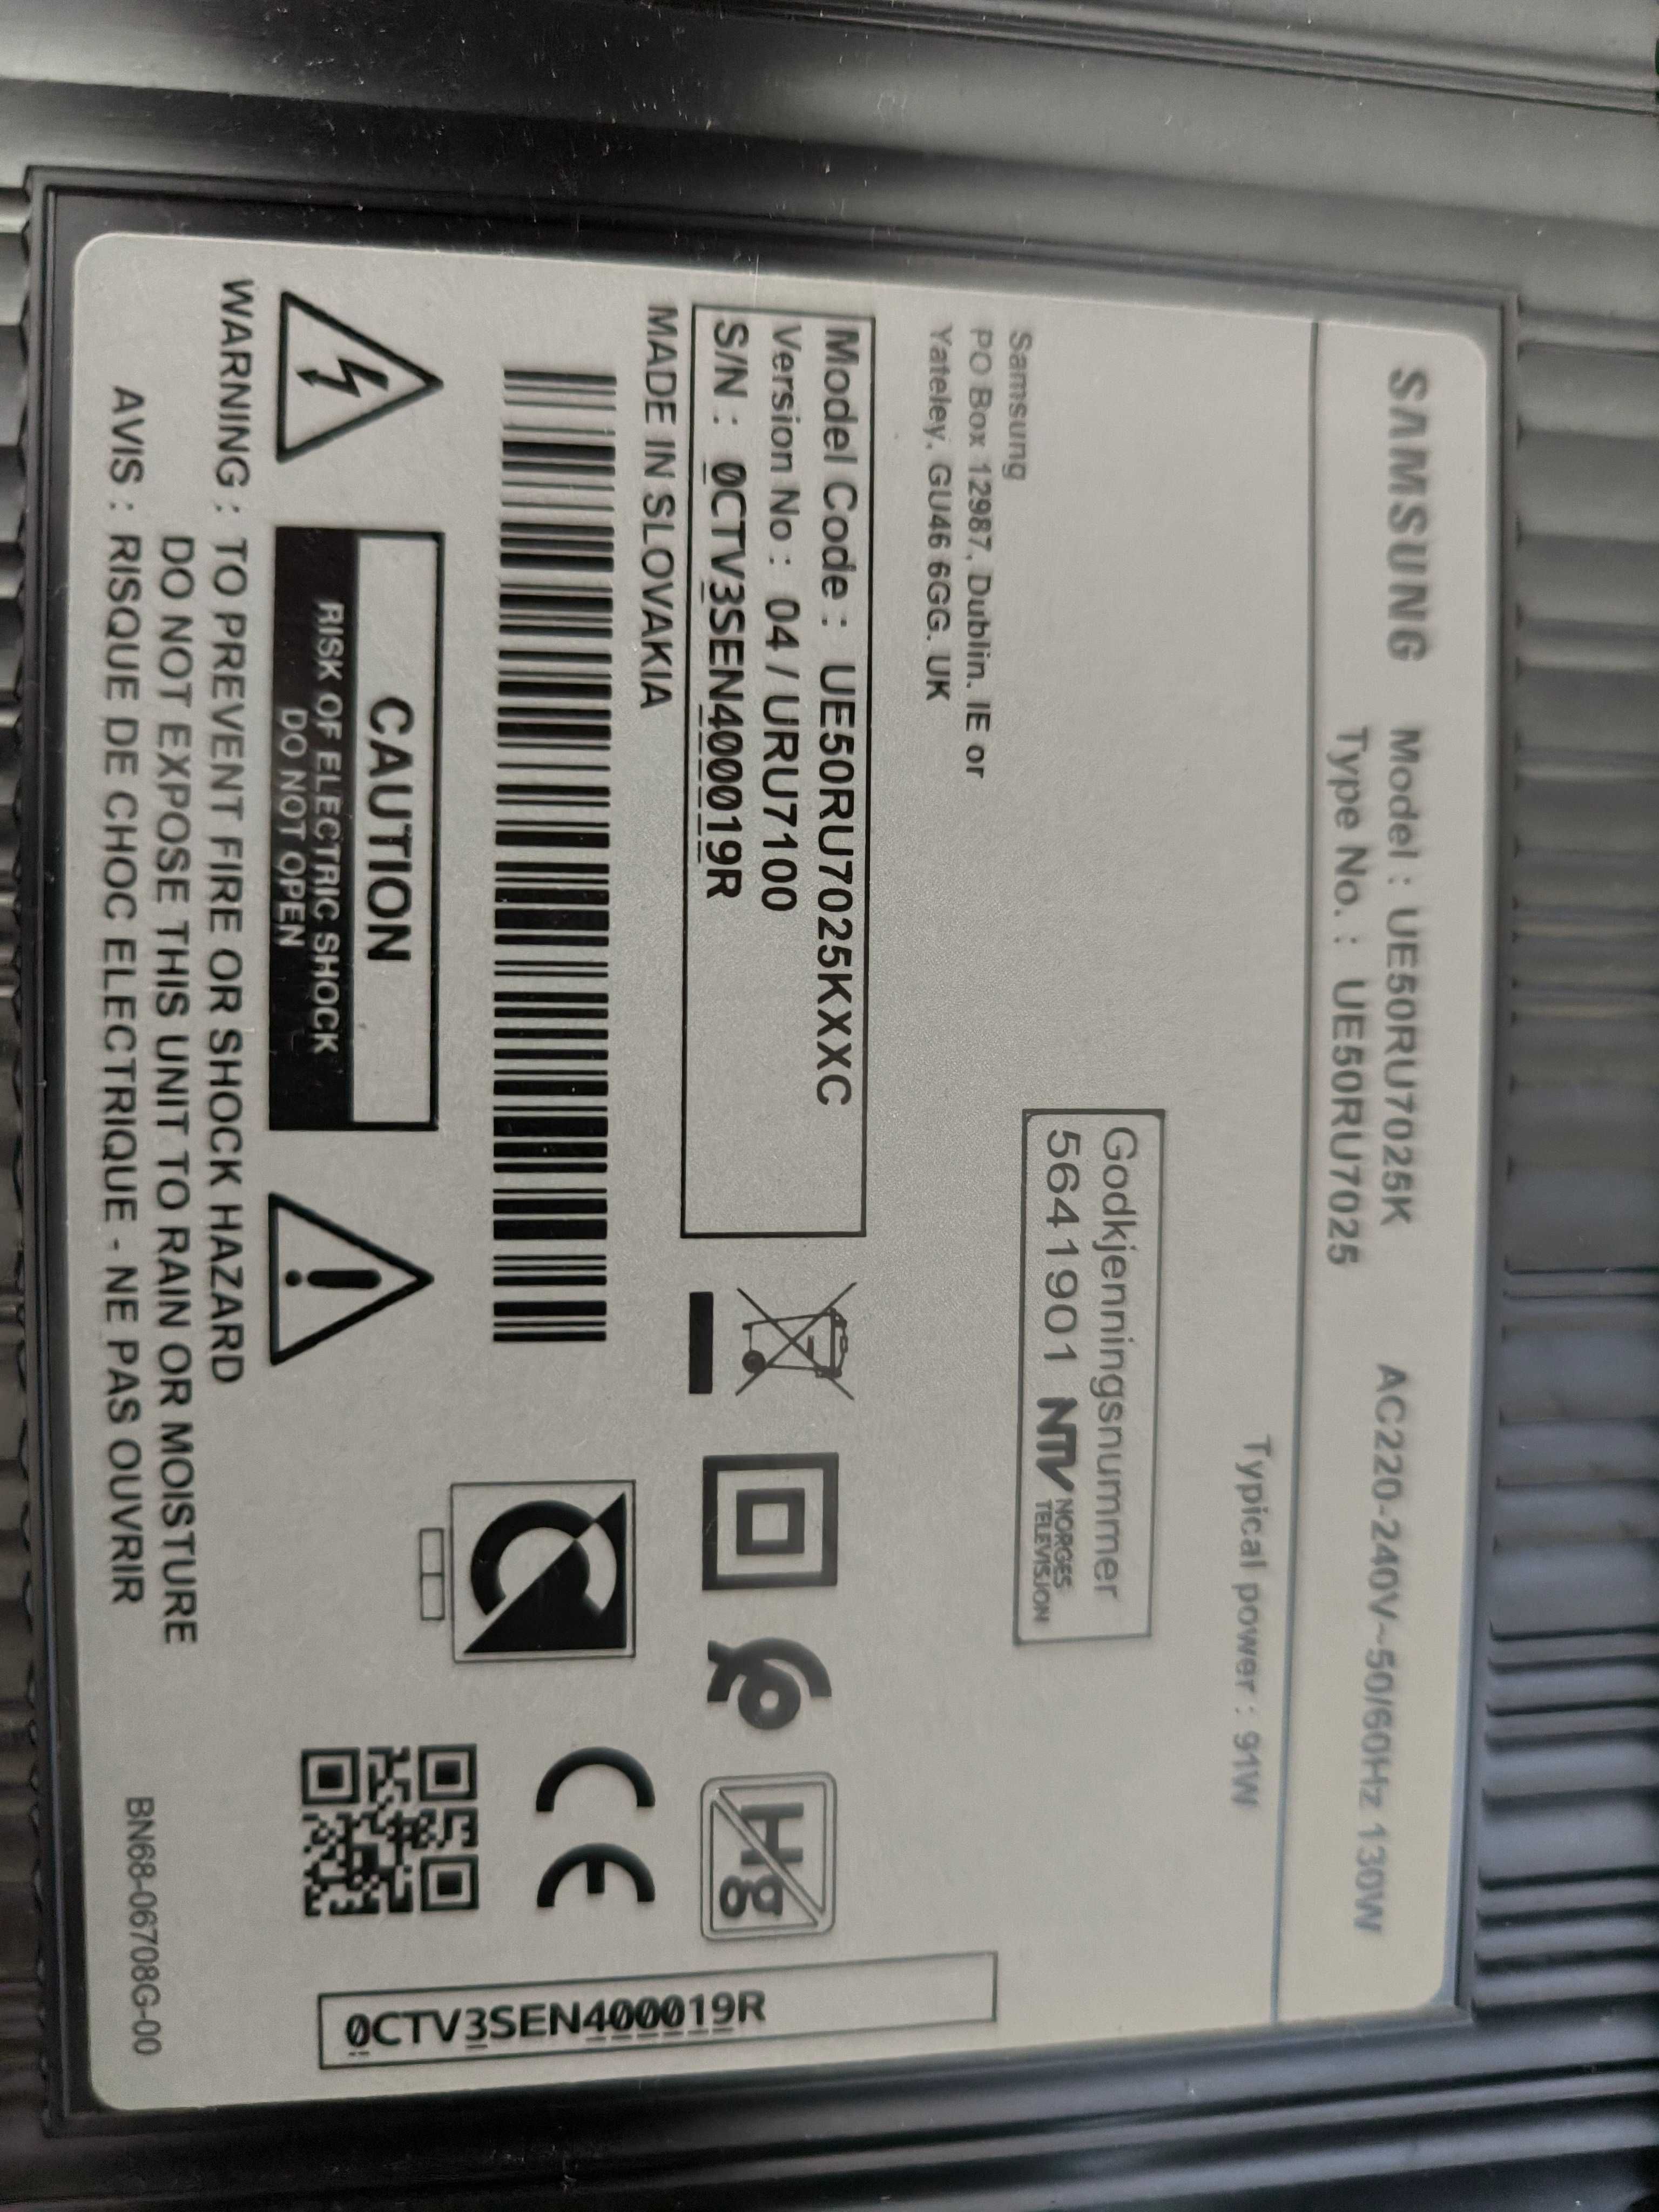 SAMSUNG
Model : UE50RU7025K
AC220-240V~50/60Hz 130W
Type No. : UE50RU7025
Typical power : 91W
Godkjenningsnummer
5641901 NTV NORGES
TELEVISJON
Samsung
PO Box 12987, Dublin. IE or
Yateley, GU46 6GG. UK
Model Code : UE50RU7025KXXC
Version No : 04 / URU7100
S/N : 0CTV3SEN400019R
MADE IN SLOVAKIA
Hg
CE
CAUTION
RISK OF ELECTRIC SHOCK
DO NOT OPEN
0CTV3SEN400019R
WARNING : TO PREVENT FIRE OR SHOCK HAZARD
DO NOT EXPOSE THIS UNIT TO RAIN OR MOISTURE
AVIS : RISQUE DE CHOC ELECTRIQUE - NE PAS OUVRIR
BN68-06708G-00